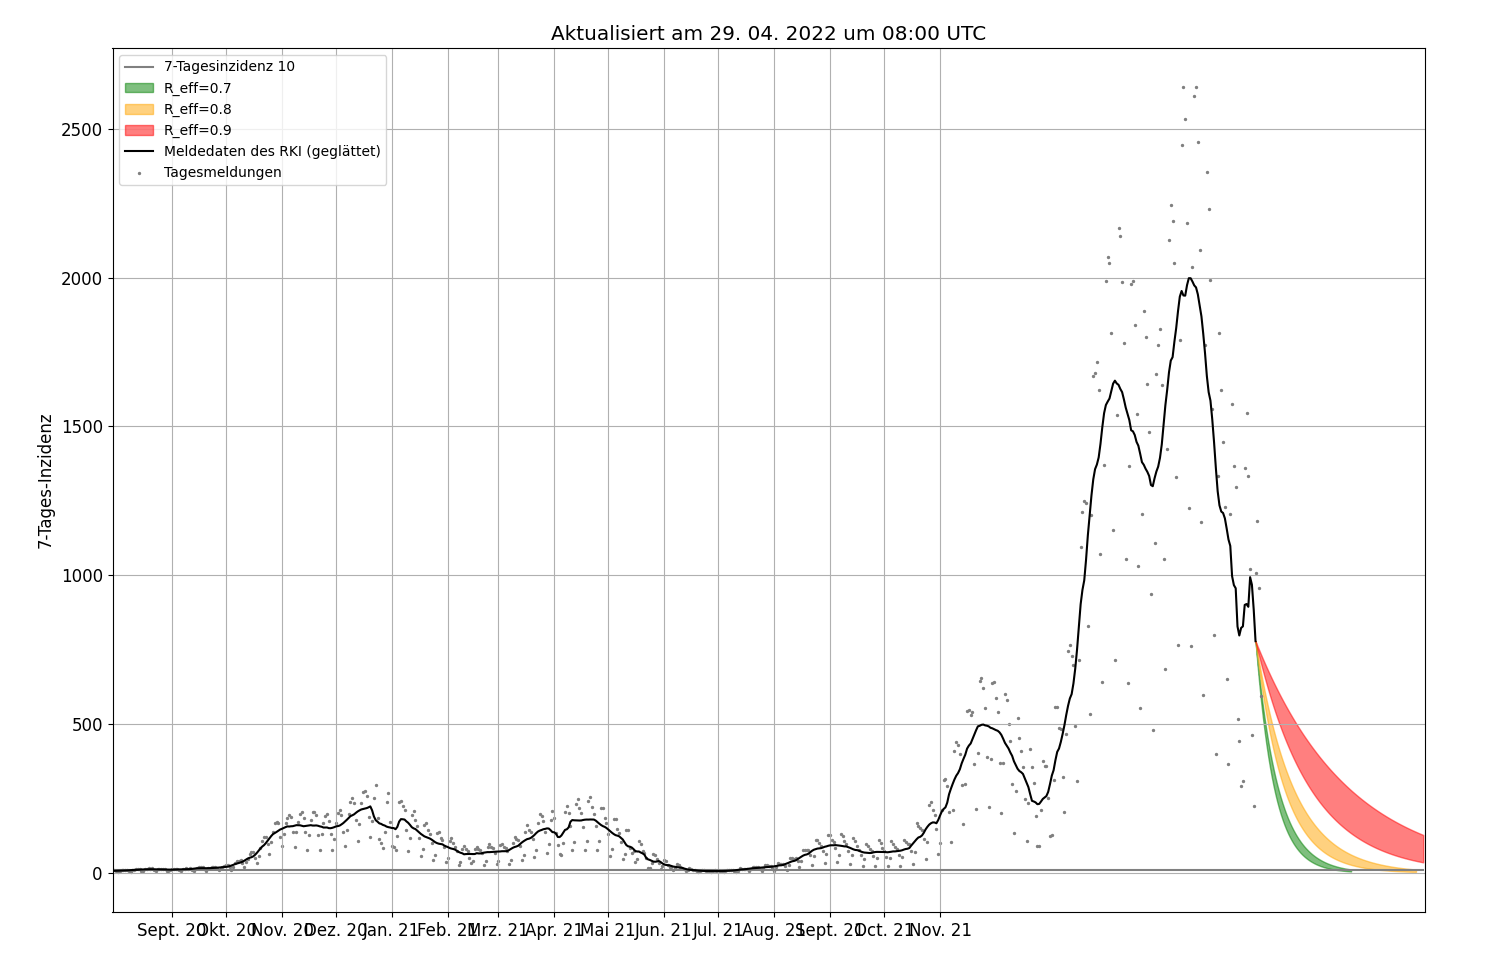 Aktualisiert am 29. 04. 2022 um 08:00 UTC
7-Tagesinzidenz 10
R_eff=0.7
R_eff=0.8
R_eff=0.9
Meldedaten des RKI (geglättet)
Tagesmeldungen
7-Tages-Inzidenz
2500
2000
1500
1000
500
0
Sept. 20 Okt. 20 Nov. 20 Dez. 20 Jan. 21 Feb. 21 Mrz. 21 Apr. 21 Mai 21 Jun. 21 Jul. 21 Aug. 21 Sept. 21 Oct. 21 Nov. 21